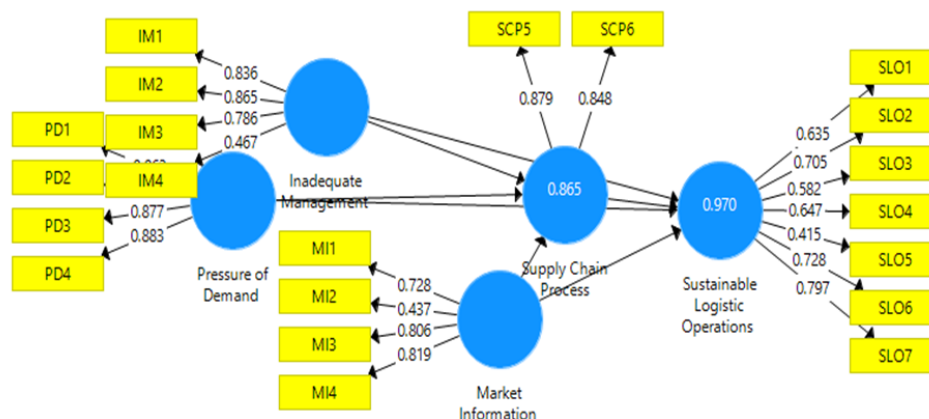 SCP5
SCP6
IM1
IM2
IM3
IM4
0.836
0.865
0.786
0.467
PD1
PD2
PD3
PD4
0.877
0.883
Inadequate
Management
Pressure of
Demand
0.879
0.848
0.865
Supply Chain
Process
MI1
MI2
MI3
MI4
0.728
0.437
0.806
0.819
Market
Information
0.970
Sustainable
Logistic
Operations
0.635
0.705
0.582
0.647
0.415
0.728
0.797
SLO1
SLO2
SLO3
SLO4
SLO5
SLO6
SLO7